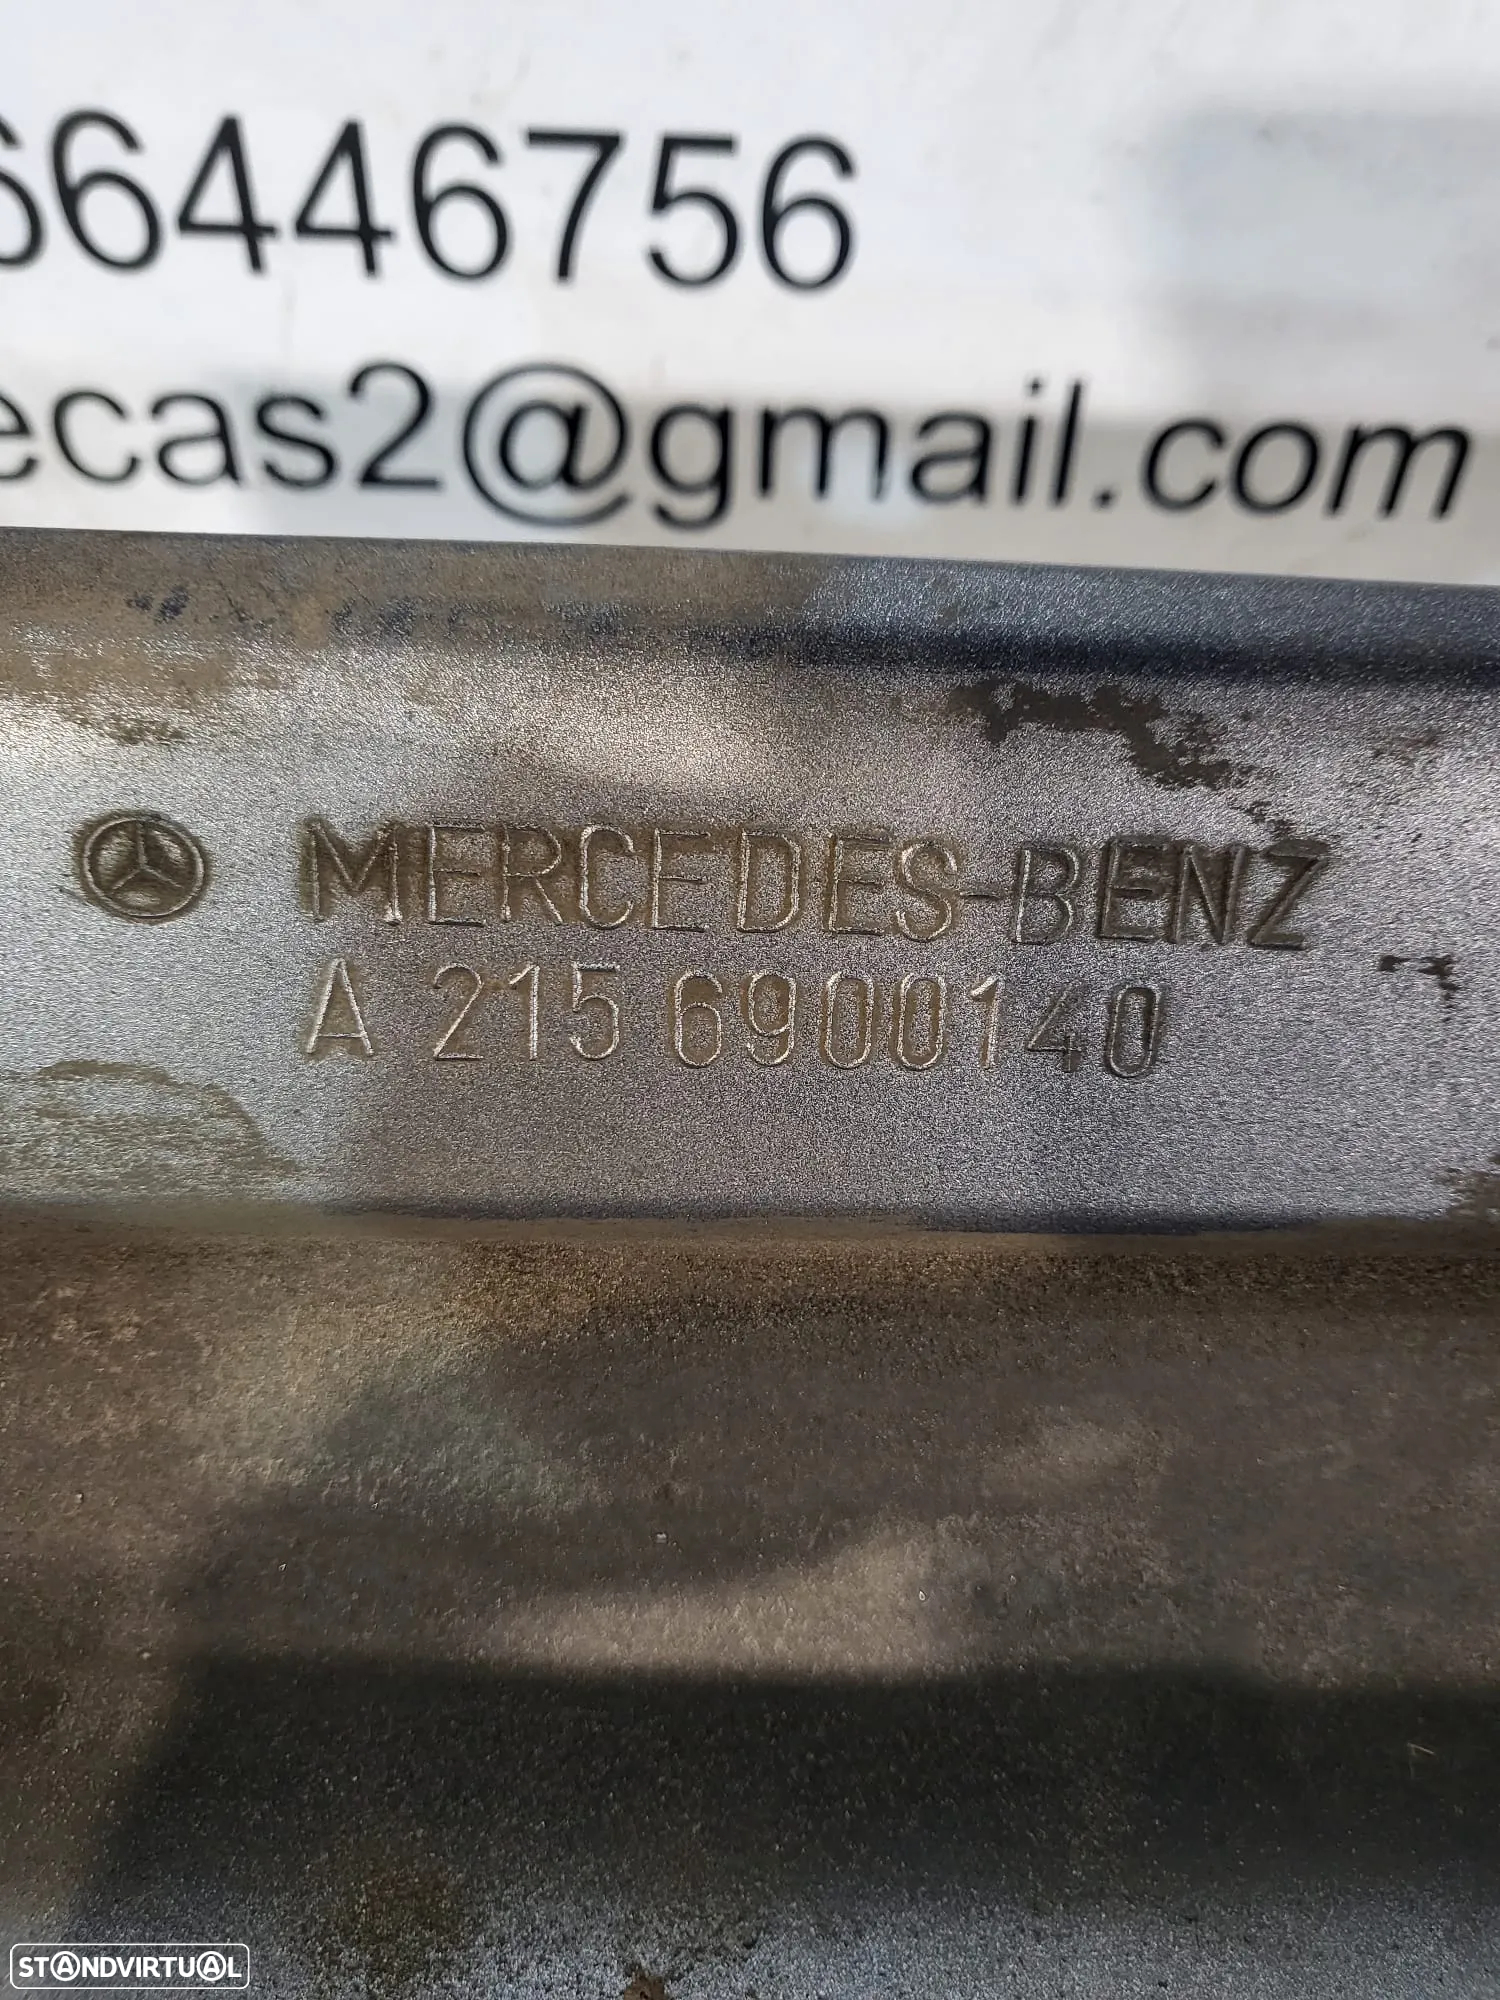 66446756
ecas2@gmail.com
MERCEDES-BENZ
A 215 6900140
STANDVIRTUAL